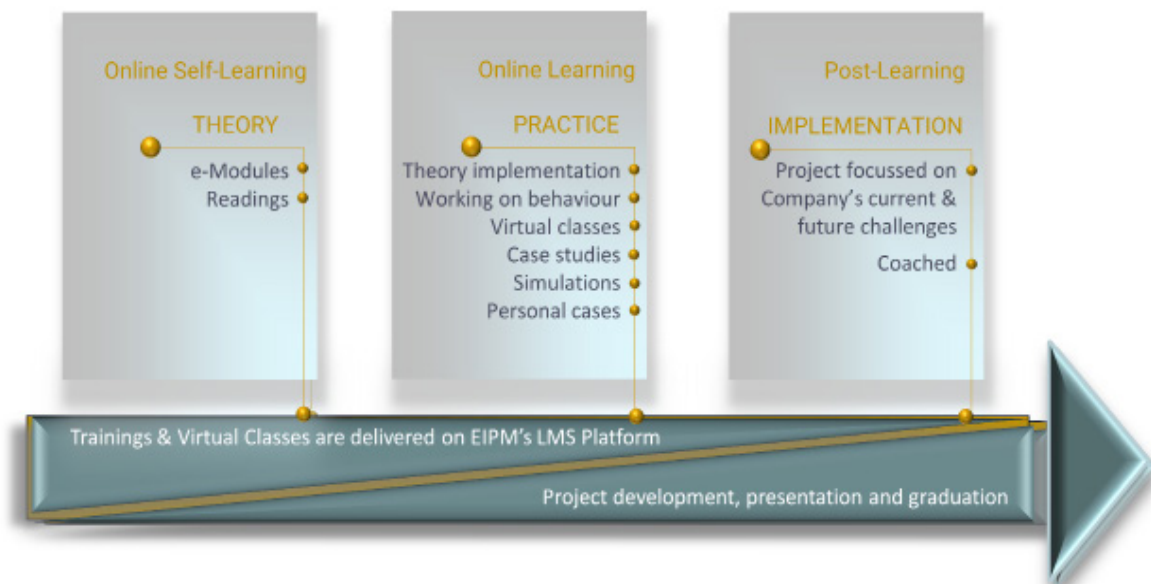 Online Self-Learning
THEORY
e-Modules
Readings
Online Learning
PRACTICE
Theory implementation
Working on behaviour
Virtual classes
Case studies
Simulations
Personal cases
Post-Learning
IMPLEMENTATION
Project focussed on
Company's current &
future challenges
Coached
Trainings & Virtual Classes are delivered on EIPM's LMS Platform
Project development, presentation and graduation